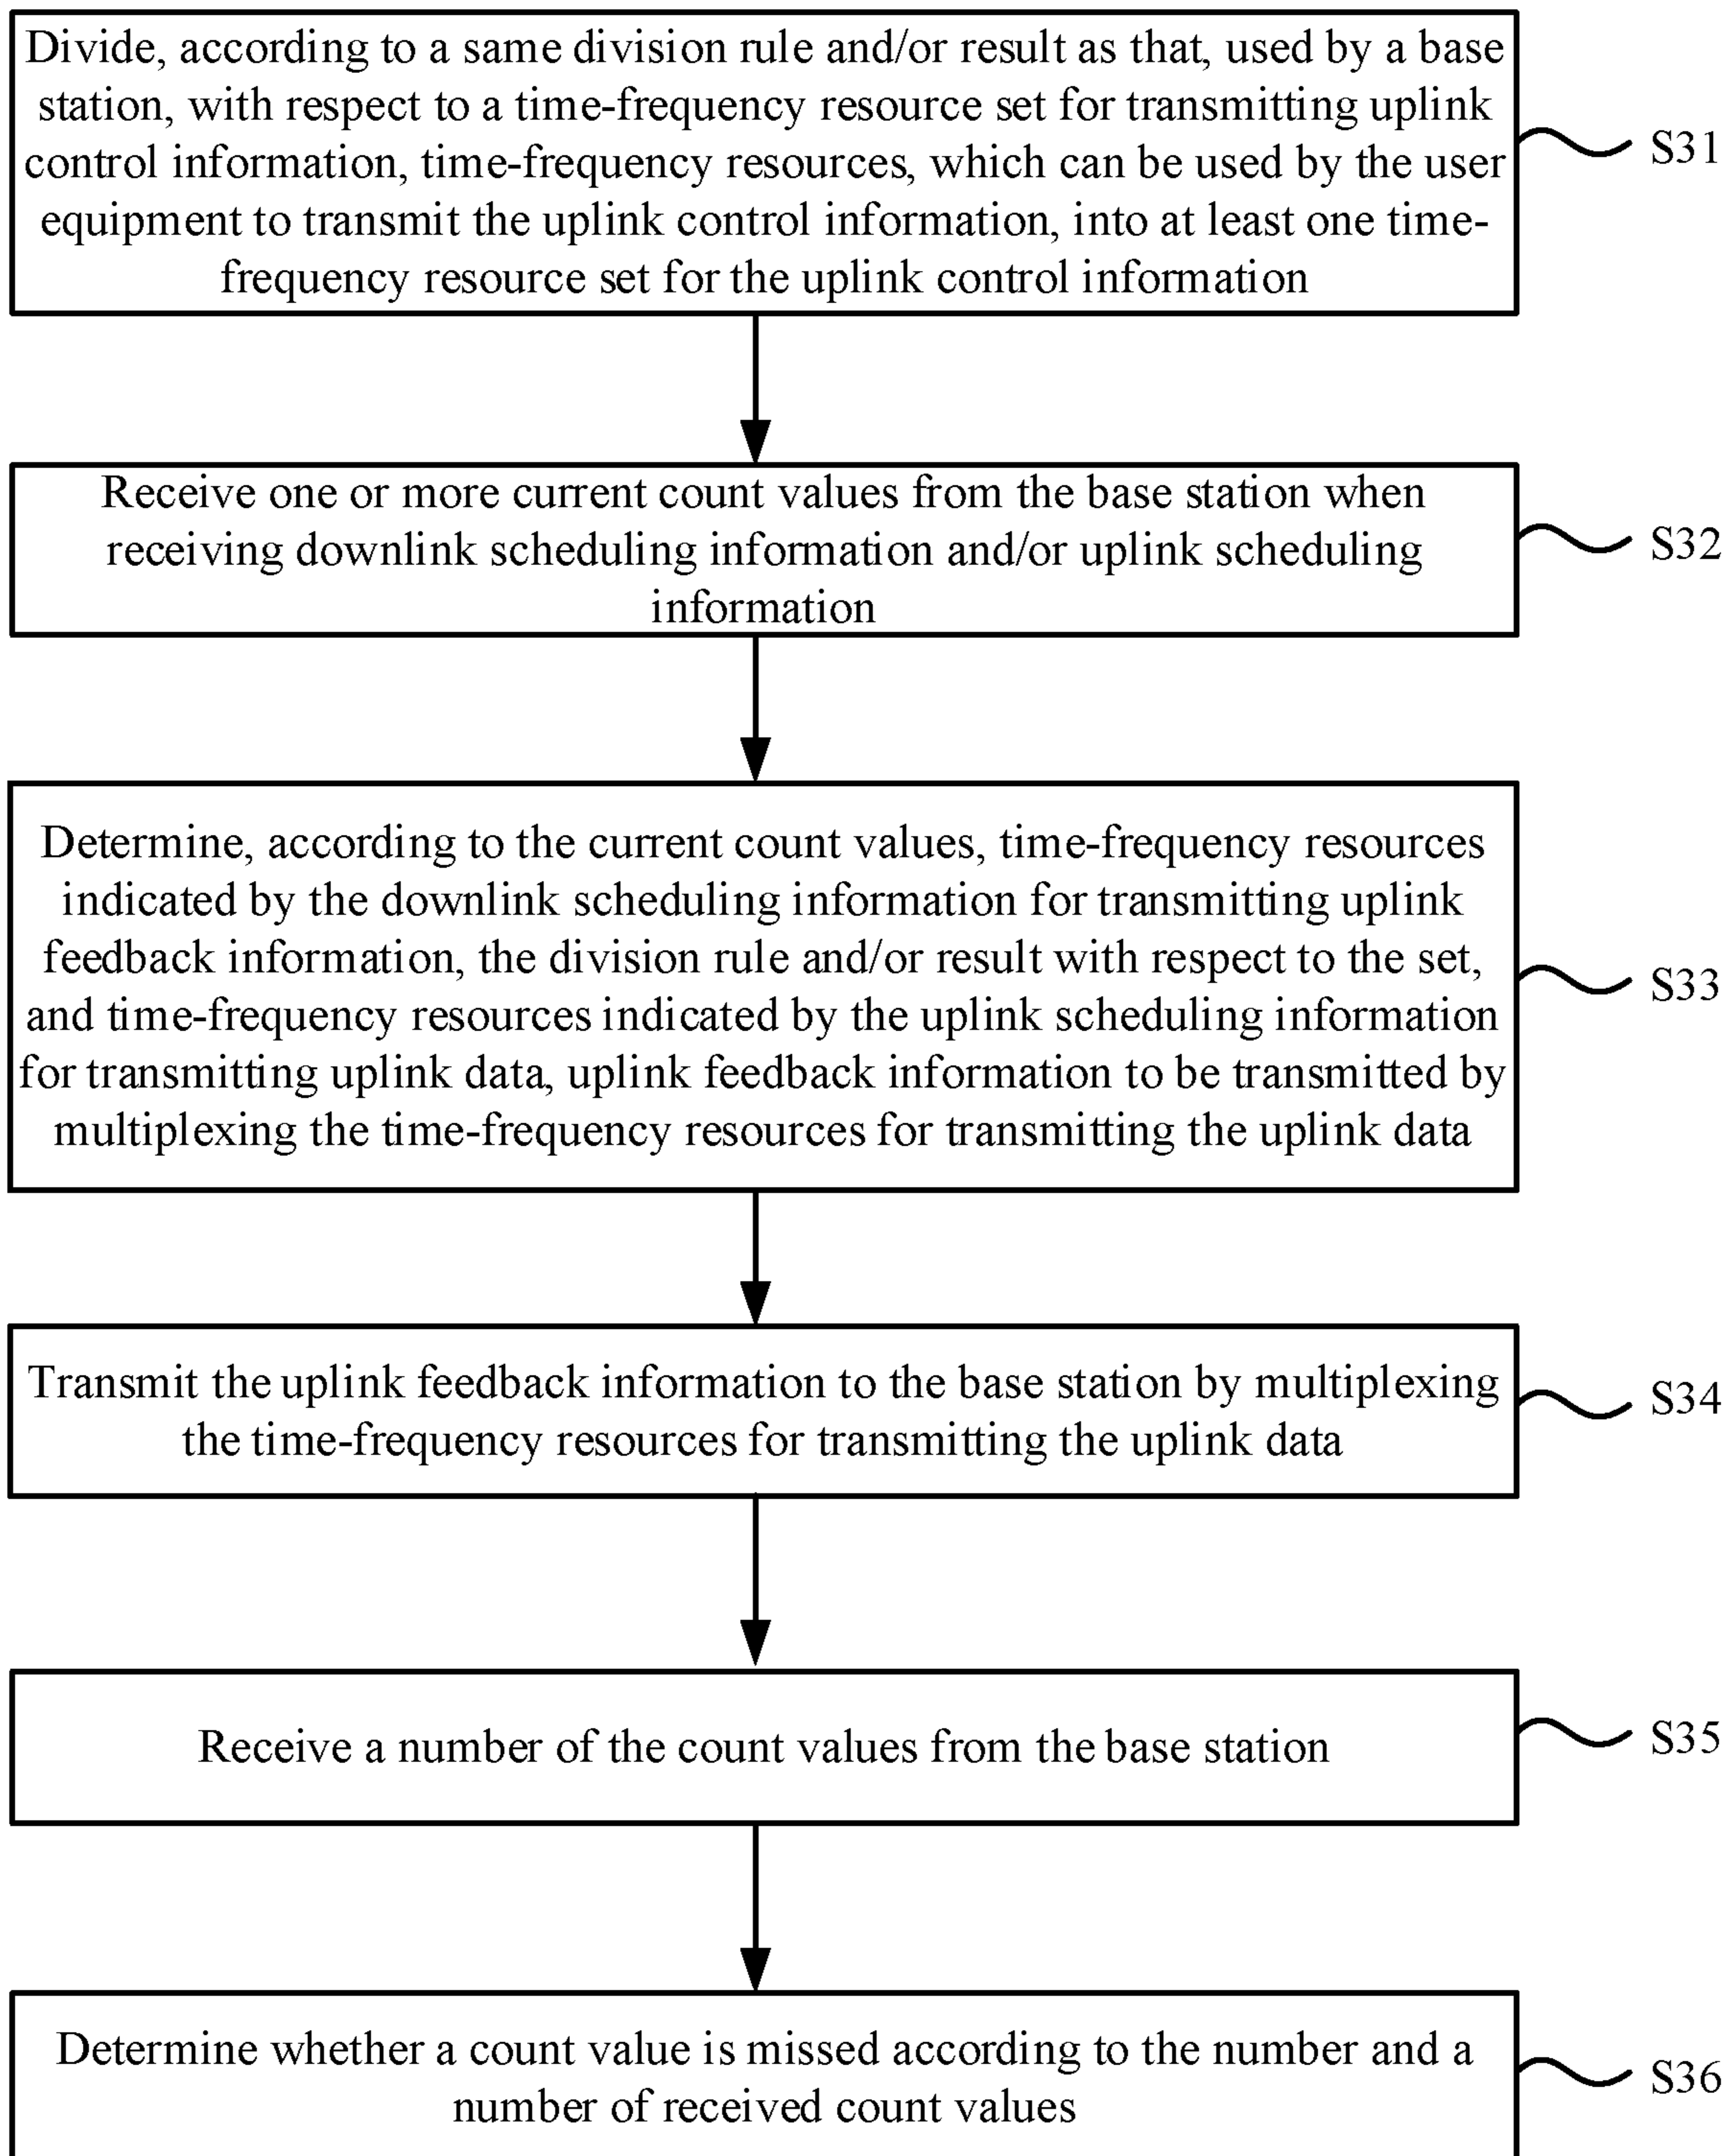 Divide, according to a same division rule and/or result as that, used by a base
station, with respect to a time-frequency resource set for transmitting uplink
control information, time-frequency resources, which can be used by the user
equipment to transmit the uplink control information, into at least one time-
frequency resource set for the uplink control information
S31
Receive one or more current count values from the base station when
receiving downlink scheduling information and/or uplink scheduling
information
S32
Determine, according to the current count values, time-frequency resources
indicated by the downlink scheduling information for transmitting uplink
feedback information, the division rule and/or result with respect to the set,
and time-frequency resources indicated by the uplink scheduling information
for transmitting uplink data, uplink feedback information to be transmitted by
multiplexing the time-frequency resources for transmitting the uplink data
S33
Transmit the uplink feedback information to the base station by multiplexing
the time-frequency resources for transmitting the uplink data
S34
Receive a number of the count values from the base station
S35
Determine whether a count value is missed according to the number and a
number of received count values
S36